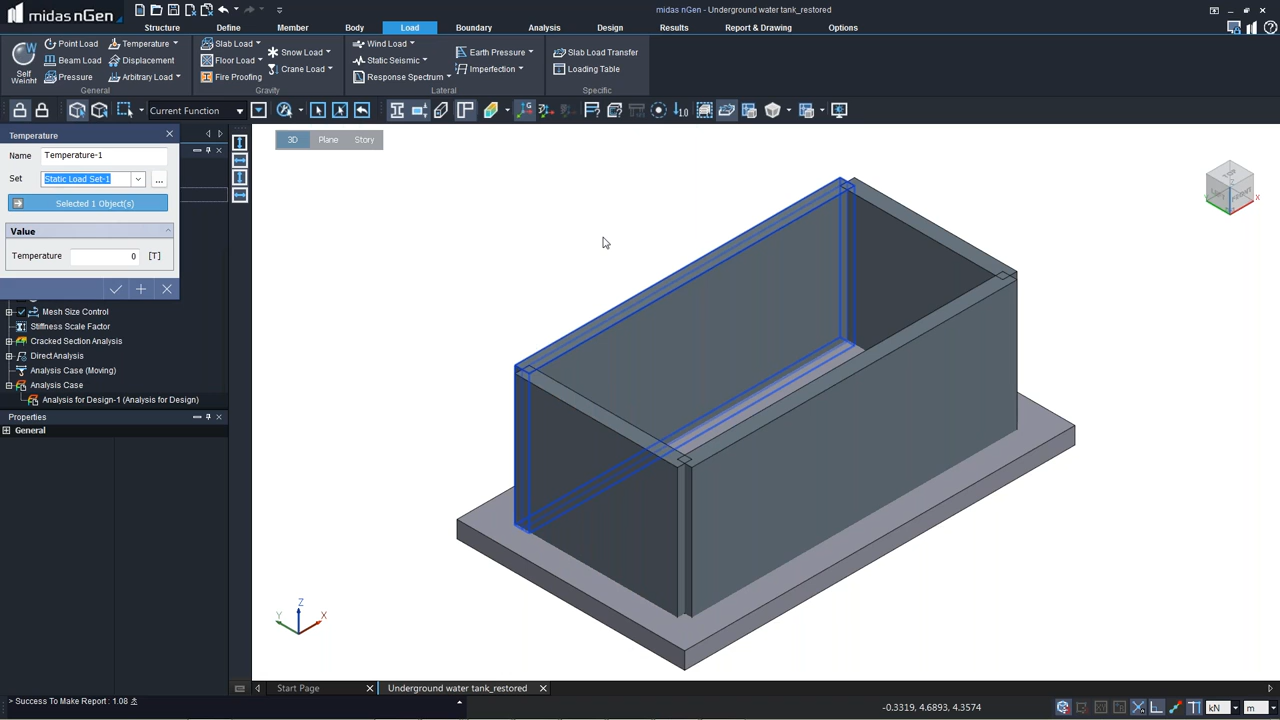 midas nGen
midas nGen - Underground water tank_restored
Structure Define Member Load Boundary Analysis Design Results Report & Drawing Options
Self Weight
Point Load
Beam Load
Pressure
Temperature
Displacement
Arbitrary Load
General
Slab Load
Floor Load
Fire Proofing
Snow Load
Crane Load
Gravity
Wind Load
Static Seismic
Response Spectrum
Earth Pressure
Imperfection
Lateral
Slab Load Transfer
Loading Table
Specific
Current Function
Temperature
Name Temperature-1
Set Static Load Set-1
...
Selected 1 Object(s)
Value
Temperature 0 [T]
Mesh Size Control
Stiffness Scale Factor
Cracked Section Analysis
Direct Analysis
Analysis Case (Moving)
Analysis Case
Analysis for Design-1 (Analysis for Design)
Properties
General
3D Plane Story
TOP
Z
Y X
Start Page
Underground water tank_restored
> Success To Make Report : 1.08
-0.3319, 4.6893, 4.3574
kN
m